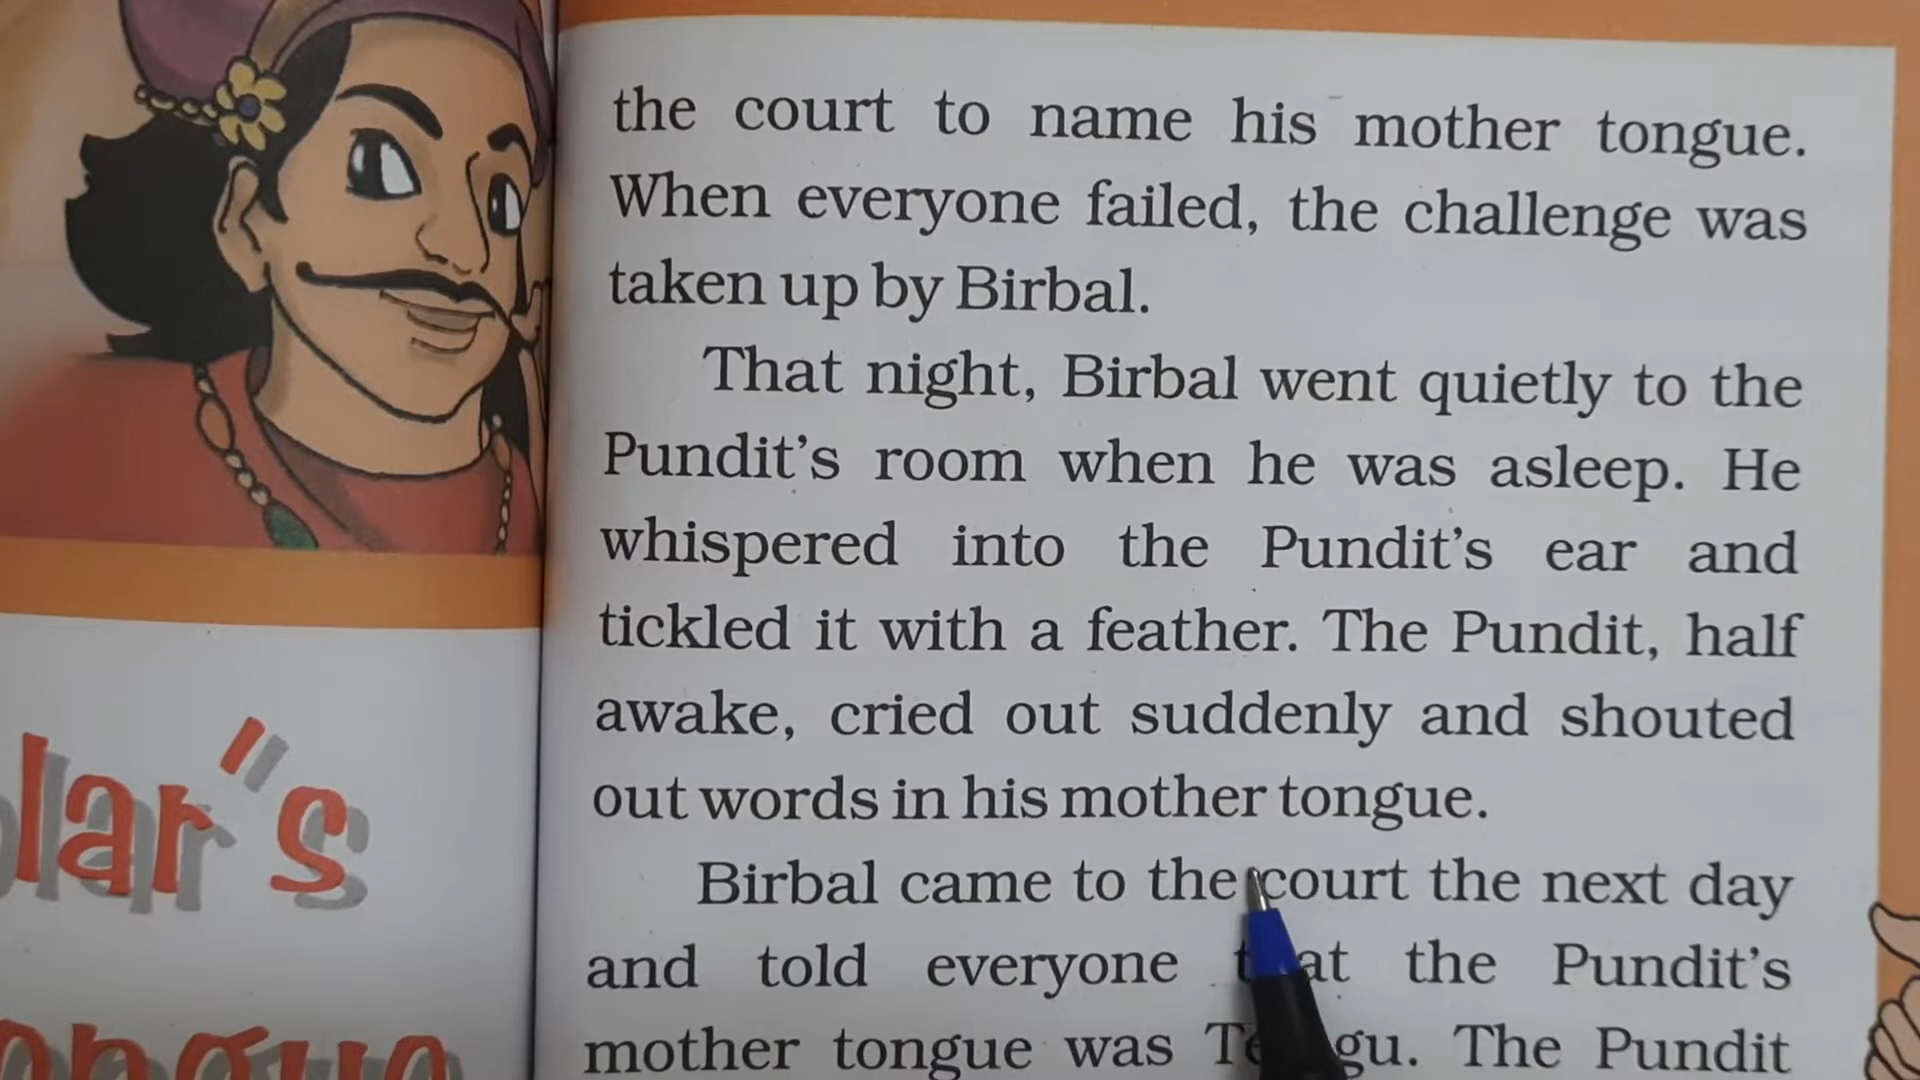 the court to name his mother tongue.
When everyone failed, the challenge was
taken up by Birbal.
That night, Birbal went quietly to the
Pundit's room when he was asleep. He
whispered into the Pundit's ear and
tickled it with a feather. The Pundit, half
awake, cried out suddenly and shouted
out words in his mother tongue.
Birbal came to the court the next day
and told everyone the Pundit's
mother tongue was The Pundit
lar's